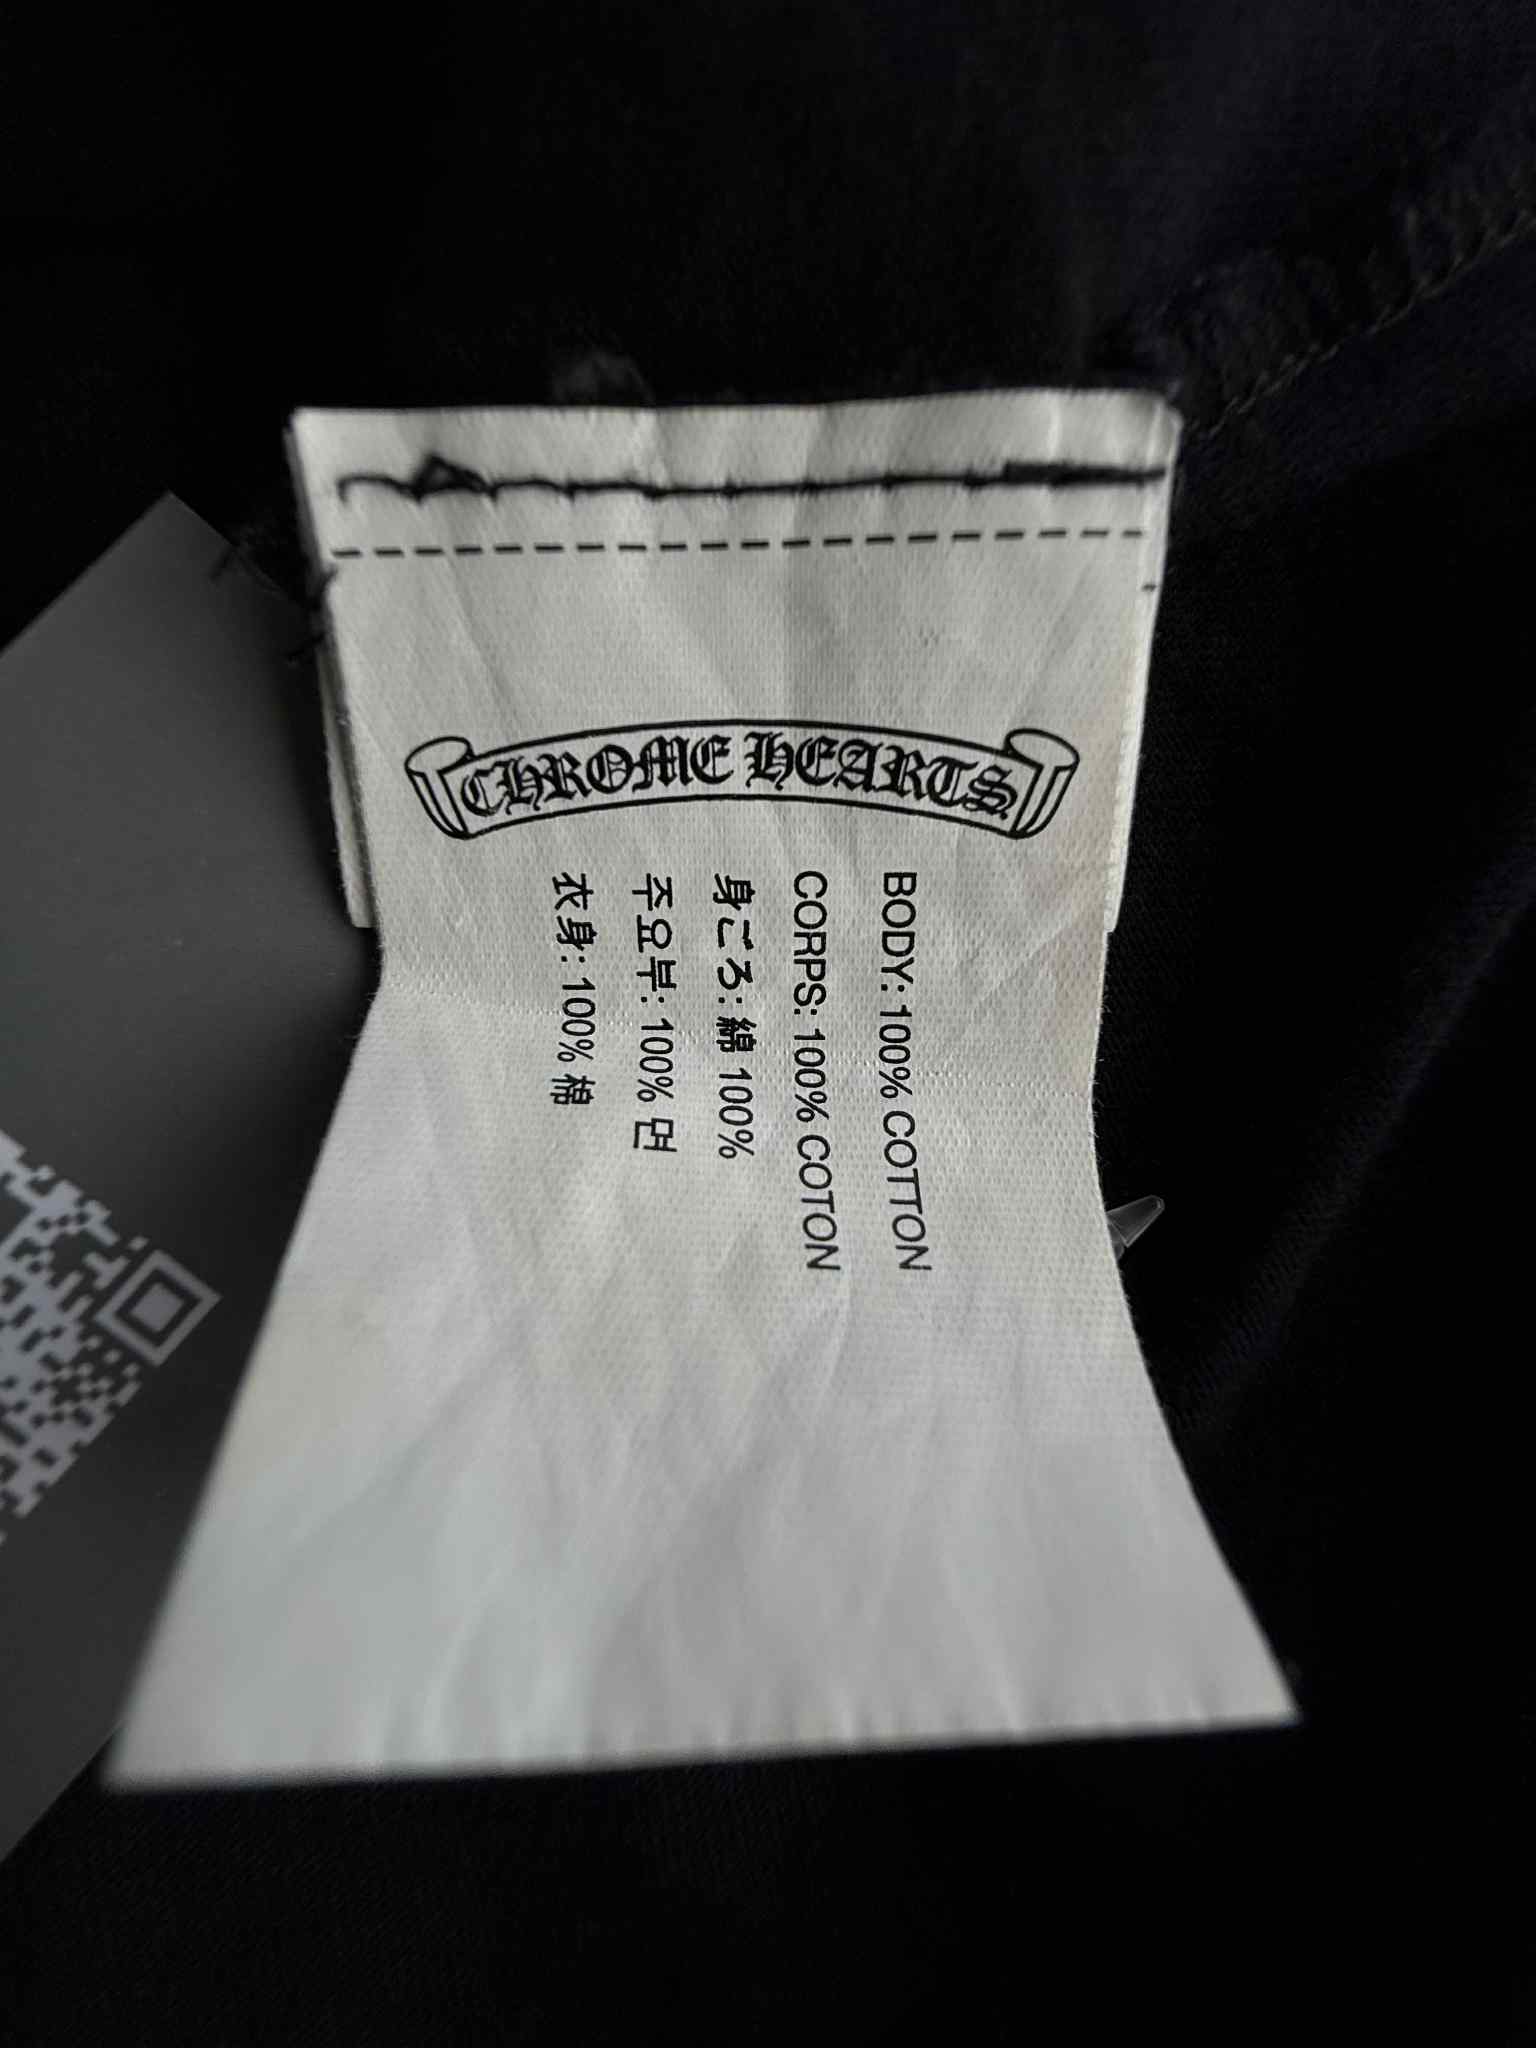 CHROME HEARTS
BODY: 100% COTTON
CORPS: 100% COTON
身ごろ: 綿 100%
주요부: 100% 면
衣身: 100% 棉